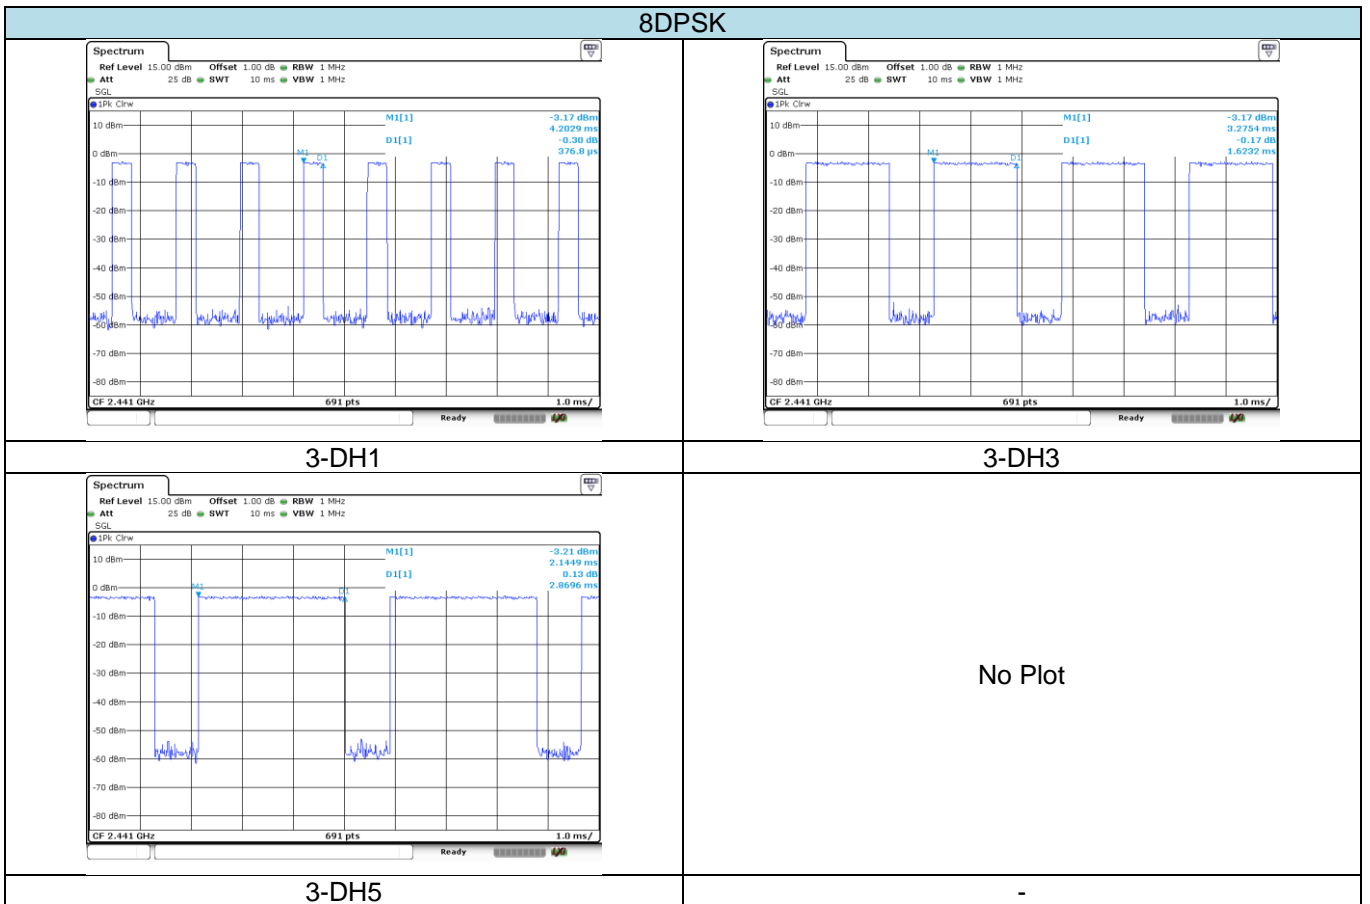 8DPSK
Spectrum
Ref Level 15.00 dBm Offset 1.00 dB RBW 1 MHz
Att 25 dB SWT 10 ms VBW 1 MHz
SGL
1Pk Clrw
M1[1] -3.17 dBm
4.2029 ms
D1[1] -0.30 dB
376.8 µs
10 dBm
0 dBm
M1
D1
-10 dBm
-20 dBm
-30 dBm
-40 dBm
-50 dBm
-60 dBm
-70 dBm
-80 dBm
CF 2.441 GHz 691 pts 1.0 ms/
Ready
3-DH1
Spectrum
Ref Level 15.00 dBm Offset 1.00 dB RBW 1 MHz
Att 25 dB SWT 10 ms VBW 1 MHz
SGL
1Pk Clrw
M1[1] -3.17 dBm
3.2754 ms
D1[1] -0.17 dB
1.6232 ms
10 dBm
0 dBm
M1
D1
-10 dBm
-20 dBm
-30 dBm
-40 dBm
-50 dBm
-60 dBm
-70 dBm
-80 dBm
CF 2.441 GHz 691 pts 1.0 ms/
Ready
3-DH3
Spectrum
Ref Level 15.00 dBm Offset 1.00 dB RBW 1 MHz
Att 25 dB SWT 10 ms VBW 1 MHz
SGL
1Pk Clrw
M1[1] -3.21 dBm
2.1449 ms
D1[1] 0.13 dB
2.8696 ms
10 dBm
0 dBm
M1
D1
-10 dBm
-20 dBm
-30 dBm
-40 dBm
-50 dBm
-60 dBm
-70 dBm
-80 dBm
CF 2.441 GHz 691 pts 1.0 ms/
Ready
3-DH5
No Plot
-